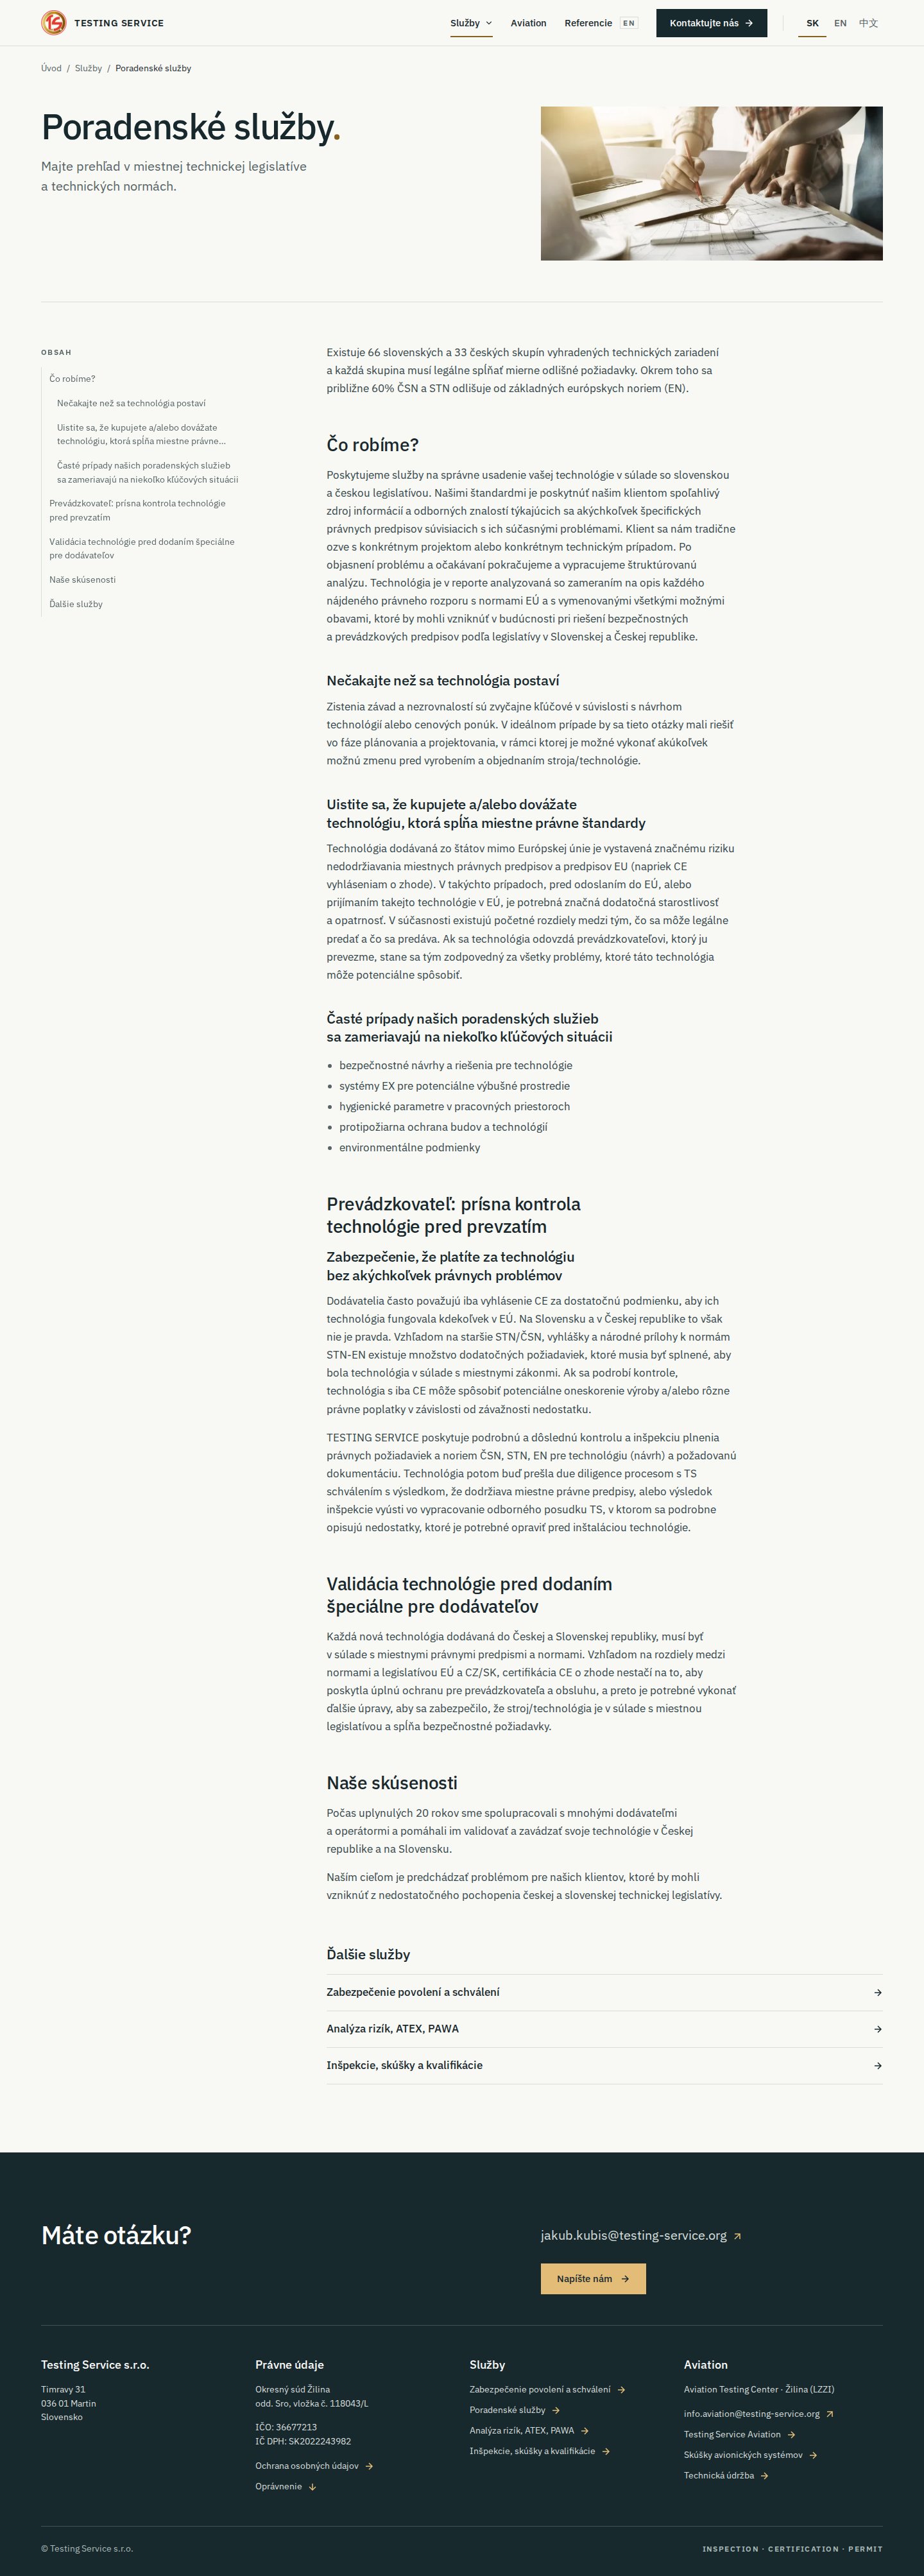 TESTING SERVICE
Služby
Aviation
Referencie EN
Kontaktujte nás →
SK EN 中文
Úvod / Služby / Poradenské služby
Poradenské služby.
Majte prehľad v miestnej technickej legislatíve
a technických normách.
OBSAH
Čo robíme?
Nečakajte než sa technológia postaví
Uistite sa, že kupujete a/alebo dovážate
technológiu, ktorá spĺňa miestne právne…
Časté prípady našich poradenských služieb
sa zameriavajú na niekoľko kľúčových situácií
Prevádzkovateľ: prísna kontrola technológie
pred prevzatím
Validácia technológie pred dodaním špeciálne
pre dodávateľov
Naše skúsenosti
Ďalšie služby
Existuje 66 slovenských a 33 českých skupín vyhradených technických zariadení
a každá skupina musí legálne spĺňať mierne odlišné požiadavky. Okrem toho sa
približne 60% ČSN a STN odlišuje od základných európskych noriem (EN).
Čo robíme?
Poskytujeme služby na správne usadenie vašej technológie v súlade so slovenskou
a českou legislatívou. Našimi štandardmi je poskytnúť našim klientom spoľahlivý
zdroj informácií a odborných znalostí týkajúcich sa akýchkoľvek špecifických
právnych predpisov súvisiacich s ich súčasnými problémami. Klient sa nám tradične
ozve s konkrétnym projektom alebo konkrétnym technickým prípadom. Po
objasnení problému a očakávaní pokračujeme a vypracujeme štruktúrovanú
analýzu. Technológia je v reporte analyzovaná so zameraním na opis každého
nájdeného právneho rozporu s normami EÚ a s vymenovanými všetkými možnými
obavami, ktoré by mohli vzniknúť v budúcnosti pri riešení bezpečnostných
a prevádzkových predpisov podľa legislatívy v Slovenskej a Českej republike.
Nečakajte než sa technológia postaví
Zistenia závad a nezrovnalostí sú zvyčajne kľúčové v súvislosti s návrhom
technológií alebo cenových ponúk. V ideálnom prípade by sa tieto otázky mali riešiť
vo fáze plánovania a projektovania, v rámci ktorej je možné vykonať akúkoľvek
možnú zmenu pred vyrobením a objednaním stroja/technológie.
Uistite sa, že kupujete a/alebo dovážate
technológiu, ktorá spĺňa miestne právne štandardy
Technológia dodávaná zo štátov mimo Európskej únie je vystavená značnému riziku
nedodržiavania miestnych právnych predpisov a predpisov EU (napriek CE
vyhláseniam o zhode). V takýchto prípadoch, pred odoslaním do EÚ, alebo
prijímaním takejto technológie v EÚ, je potrebná značná dodatočná starostlivosť
a opatrnosť. V súčasnosti existujú početné rozdiely medzi tým, čo sa môže legálne
predať a čo sa predáva. Ak sa technológia odovzdá prevádzkovateľovi, ktorý ju
prevezme, stane sa tým zodpovedný za všetky problémy, ktoré táto technológia
môže potenciálne spôsobiť.
Časté prípady našich poradenských služieb
sa zameriavajú na niekoľko kľúčových situácii
• bezpečnostné návrhy a riešenia pre technológie
• systémy EX pre potenciálne výbušné prostredie
• hygienické parametre v pracovných priestoroch
• protipožiarna ochrana budov a technológií
• environmentálne podmienky
Prevádzkovateľ: prísna kontrola
technológie pred prevzatím
Zabezpečenie, že platíte za technológiu
bez akýchkoľvek právnych problémov
Dodávatelia často považujú iba vyhlásenie CE za dostatočnú podmienku, aby ich
technológia fungovala kdekoľvek v EÚ. Na Slovensku a v Českej republike to však
nie je pravda. Vzhľadom na staršie STN/ČSN, vyhlášky a národné prílohy k normám
STN-EN existuje množstvo dodatočných požiadaviek, ktoré musia byť splnené, aby
bola technológia v súlade s miestnymi zákonmi. Ak sa podrobí kontrole,
technológia s iba CE môže spôsobiť potenciálne oneskorenie výroby a/alebo rôzne
právne poplatky v závislosti od závažnosti nedostatku.
TESTING SERVICE poskytuje podrobnú a dôslednú kontrolu a inšpekciu plnenia
právnych požiadaviek a noriem ČSN, STN, EN pre technológiu (návrh) a požadovanú
dokumentáciu. Technológia potom buď prešla due diligence procesom s TS
schválením s výsledkom, že dodržiava miestne právne predpisy, alebo výsledok
inšpekcie vyústi vo vypracovanie odborného posudku TS, v ktorom sa podrobne
opisujú nedostatky, ktoré je potrebné opraviť pred inštaláciou technológie.
Validácia technológie pred dodaním
špeciálne pre dodávateľov
Každá nová technológia dodávaná do Českej a Slovenskej republiky, musí byť
v súlade s miestnymi právnymi predpismi a normami. Vzhľadom na rozdiely medzi
normami a legislatívou EÚ a CZ/SK, certifikácia CE o zhode nestačí na to, aby
poskytla úplnú ochranu pre prevádzkovateľa a obsluhu, a preto je potrebné vykonať
ďalšie úpravy, aby sa zabezpečilo, že stroj/technológia je v súlade s miestnou
legislatívou a spĺňa bezpečnostné požiadavky.
Naše skúsenosti
Počas uplynulých 20 rokov sme spolupracovali s mnohými dodávateľmi
a operátormi a pomáhali im validovať a zavádzať svoje technológie v Českej
republike a na Slovensku.
Naším cieľom je predchádzať problémom pre našich klientov, ktoré by mohli
vzniknúť z nedostatočného pochopenia českej a slovenskej technickej legislatívy.
Ďalšie služby
Zabezpečenie povolení a schválení →
Analýza rizík, ATEX, PAWA →
Inšpekcie, skúšky a kvalifikácie →
Máte otázku?
jakub.kubis@testing-service.org ↗
Napíšte nám →
Testing Service s.r.o.
Timravy 31
036 01 Martin
Slovensko
Právne údaje
Okresný súd Žilina
odd. Sro, vložka č. 118043/L
IČO: 36677213
IČ DPH: SK2022243982
Ochrana osobných údajov →
Oprávnenie ↓
Služby
Zabezpečenie povolení a schválení →
Poradenské služby →
Analýza rizík, ATEX, PAWA →
Inšpekcie, skúšky a kvalifikácie →
Aviation
Aviation Testing Center · Žilina (LZZI)
info.aviation@testing-service.org ↗
Testing Service Aviation →
Skúšky avionických systémov →
Technická údržba →
© Testing Service s.r.o.
INSPECTION · CERTIFICATION · PERMIT